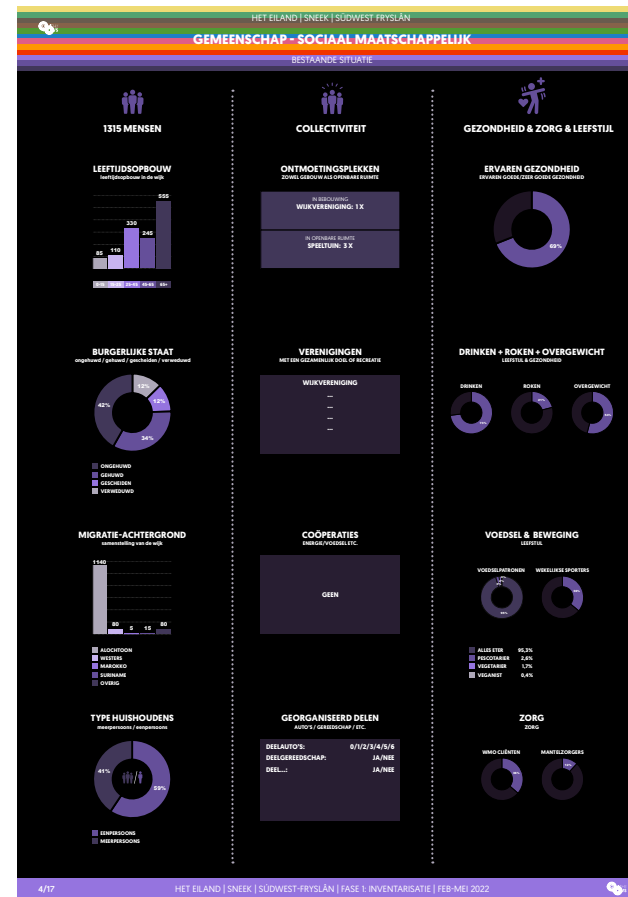 HET EILAND | SNEEK | SÚDWEST FRYSLÂN
GEMEENSCHAP - SOCIAAL MAATSCHAPPELIJK
BESTAANDE SITUATIE
1315 MENSEN
LEEFTIJDSOPBOUW
leeftijdsopbouw in de wijk
85
110
330
245
555
BURGERLIJKE STAAT
ongehuwd / gehuwd / gescheiden / verweduwd
12%
12%
34%
42%
ONGEHUWD
GEHUWD
GESCHEIDEN
VERWEDUWD
MIGRATIE-ACHTERGROND
samenstelling van de wijk
1140
80
5
15
80
ALOCHTOON
WESTERS
MAROKKO
SURINAME
OVERIG
TYPE HUISHOUDENS
meerpersoons / eenpersoons
41%
59%
EENPERSOONS
MEERPERSOONS
COLLECTIVITEIT
ONTMOETINGSPLEKKEN
ZOWEL GEBOUW ALS OPENBARE RUIMTE
IN BEBOUWING
WIJKVERENIGING: 1 X
IN OPENBARE RUIMTE
SPEELTUIN: 3 X
VERENIGINGEN
MET EEN GEZAMENLIJK DOEL OF RECREATIE
WIJKVERENIGING
...
...
...
...
COÖPERATIES
ENERGIE/VOEDSEL ETC.
GEEN
GEORGANISEERD DELEN
AUTO'S / GEREEDSCHAP / ETC.
DEELAUTO'S: 0/1/2/3/4/5/6
DEELGEREEDSCHAP: JA/NEE
DEEL...: JA/NEE
GEZONDHEID & ZORG & LEEFSTIJL
ERVAREN GEZONDHEID
ERVAREN GOEDE/ZEER GOEDE GEZONDHEID
69%
DRINKEN + ROKEN + OVERGEWICHT
LEEFSTIJL & GEZONDHEID
DRINKEN
ROKEN
OVERGEWICHT
VOEDSEL & BEWEGING
LEEFSTIJL
VOEDSELPATRONEN
WEKELIJKSE SPORTERS
ALLES ETER 95,3%
PESCOTARIER 2,6%
VEGETARIER 1,7%
VEGANIST 0,4%
ZORG
ZORG
WMO CLIËNTEN
MANTELZORGERS
4/17
HET EILAND | SNEEK | SÚDWEST-FRYSLÂN | FASE 1: INVENTARISATIE | FEB-MEI 2022